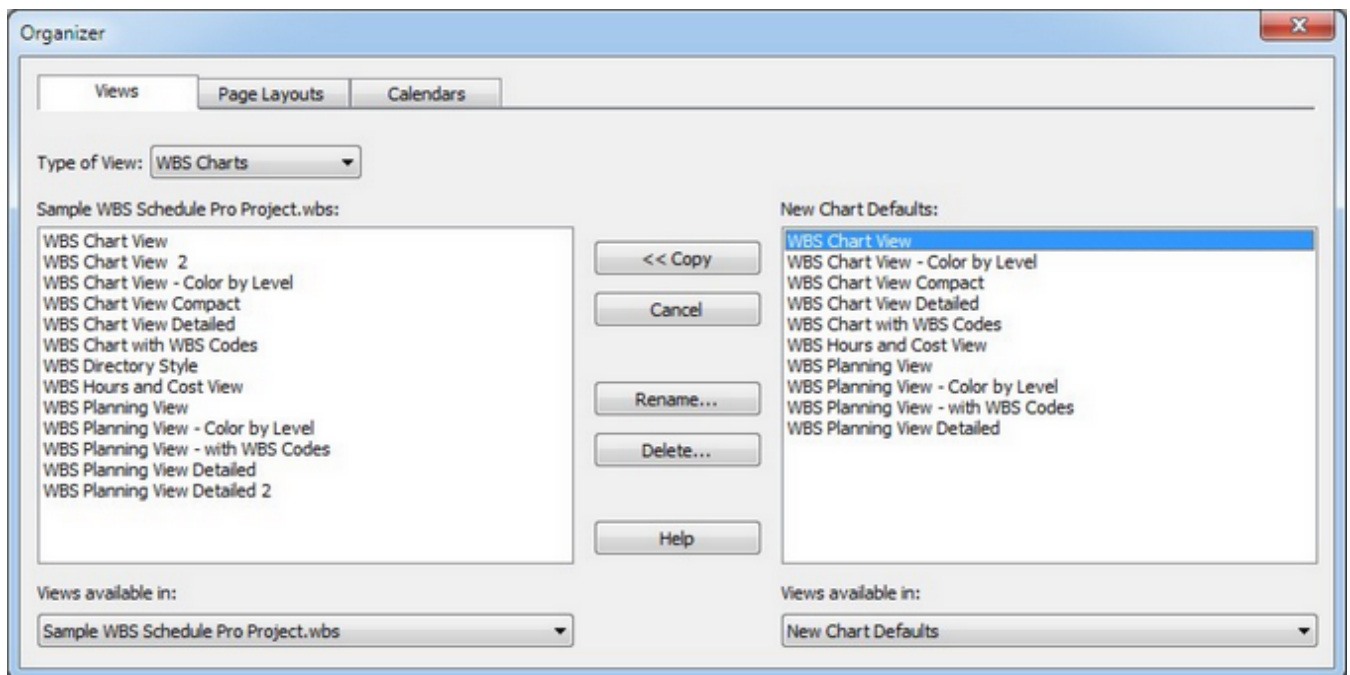 Organizer
Views Page Layouts Calendars
Type of View: WBS Charts
Sample WBS Schedule Pro Project.wbs:
WBS Chart View
WBS Chart View  2
WBS Chart View - Color by Level
WBS Chart View Compact
WBS Chart View Detailed
WBS Chart with WBS Codes
WBS Directory Style
WBS Hours and Cost View
WBS Planning View
WBS Planning View - Color by Level
WBS Planning View - with WBS Codes
WBS Planning View Detailed
WBS Planning View Detailed 2
Views available in:
Sample WBS Schedule Pro Project.wbs
<< Copy
Cancel
Rename...
Delete...
Help
New Chart Defaults:
WBS Chart View
WBS Chart View - Color by Level
WBS Chart View Compact
WBS Chart View Detailed
WBS Chart with WBS Codes
WBS Hours and Cost View
WBS Planning View
WBS Planning View - Color by Level
WBS Planning View - with WBS Codes
WBS Planning View Detailed
Views available in:
New Chart Defaults